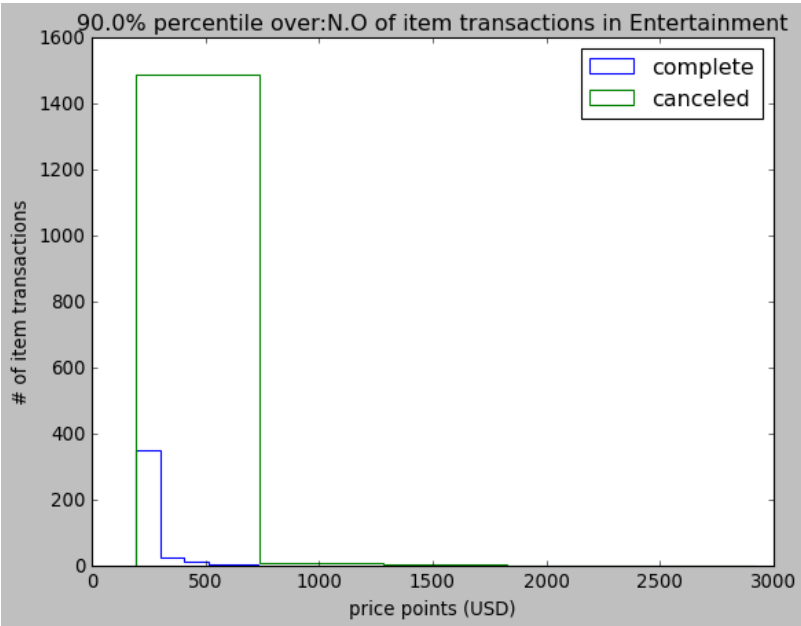 90.0% percentile over:N.O of item transactions in Entertainment
1600
1400
1200
1000
800
600
400
200
0
# of item transactions
complete
canceled
0 500 1000 1500 2000 2500 3000
price points (USD)